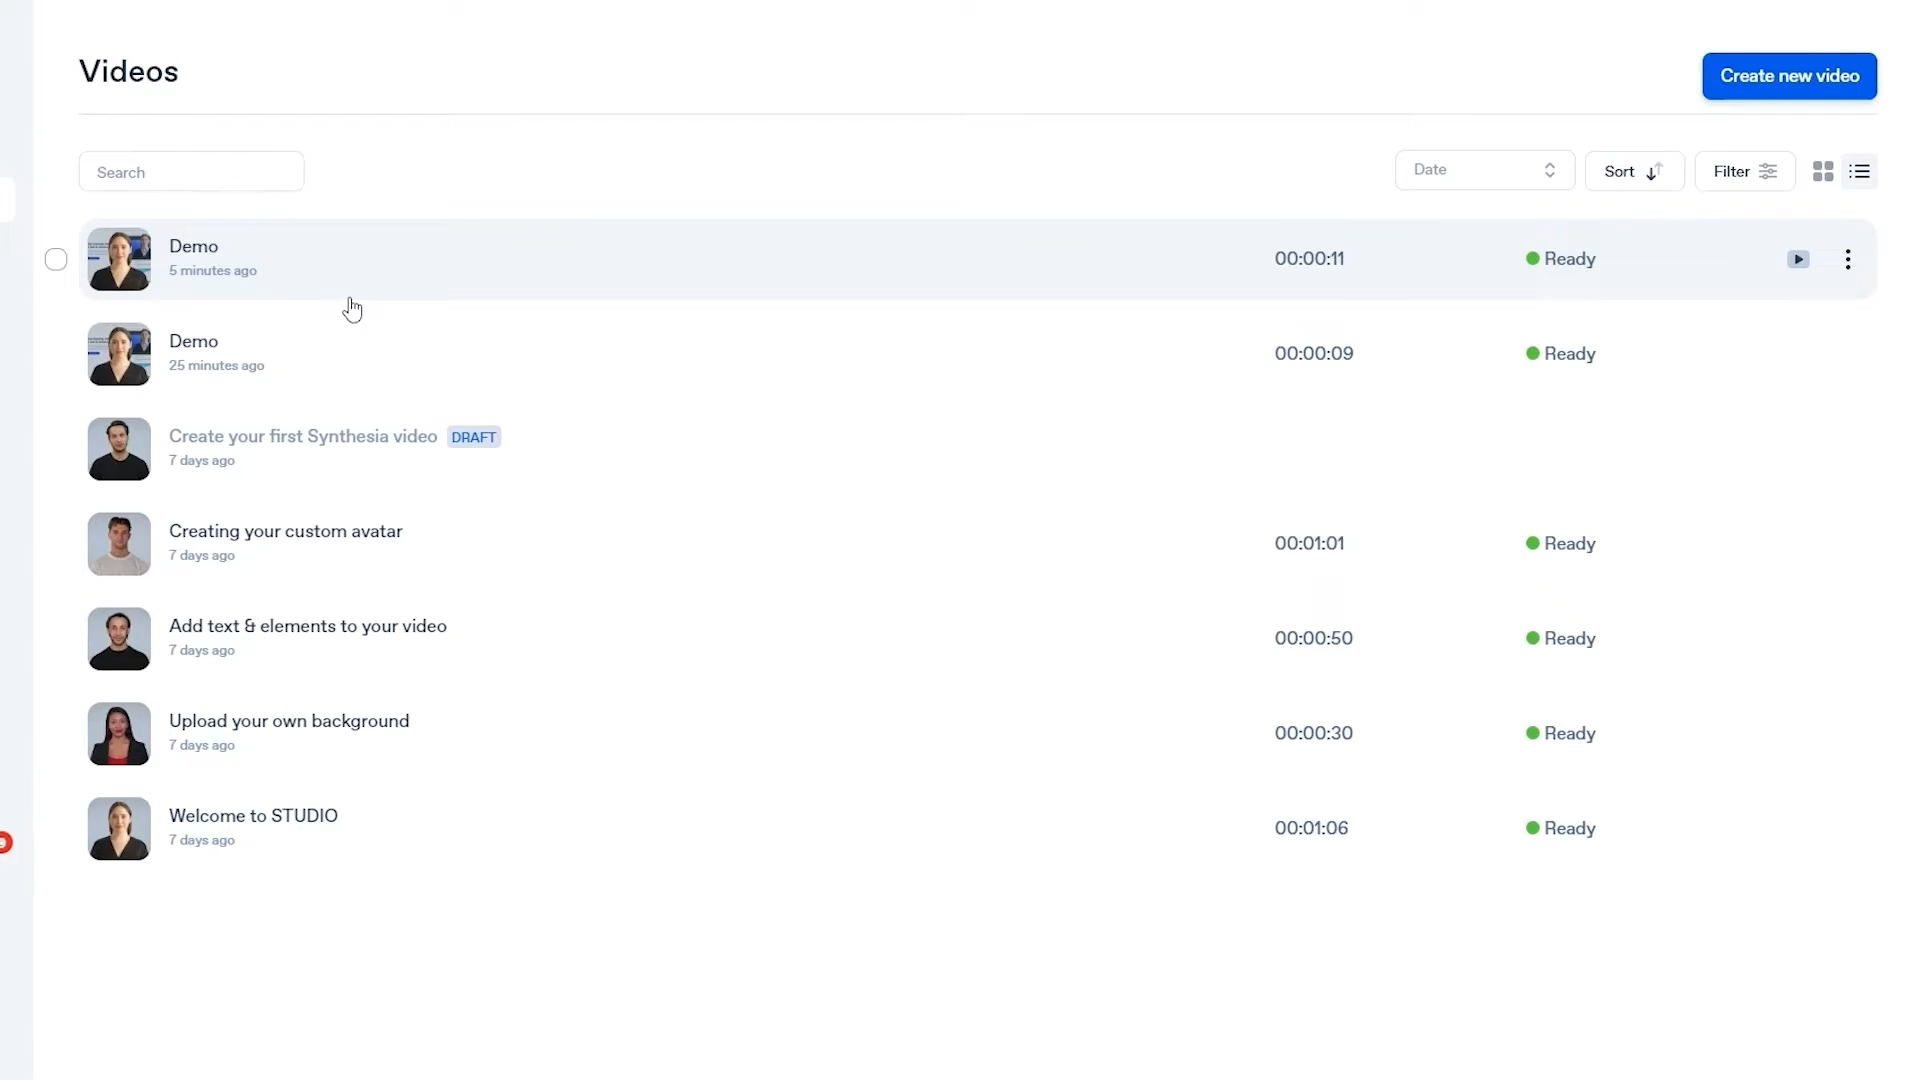 Videos
Create new video
Search
Date
Sort
Filter
Demo
5 minutes ago
00:00:11
Ready
Demo
25 minutes ago
00:00:09
Ready
Create your first Synthesia video DRAFT
7 days ago
Creating your custom avatar
7 days ago
00:01:01
Ready
Add text & elements to your video
7 days ago
00:00:50
Ready
Upload your own background
7 days ago
00:00:30
Ready
Welcome to STUDIO
7 days ago
00:01:06
Ready